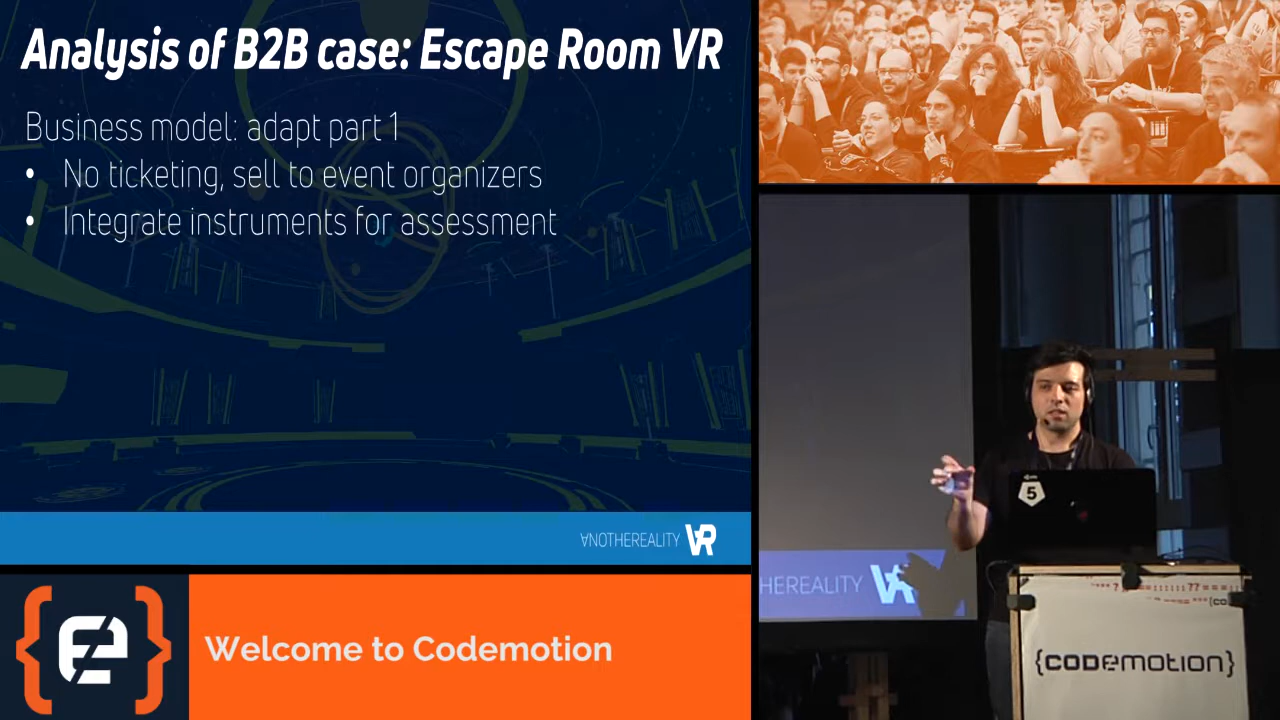 Analysis of B2B case: Escape Room VR
Business model: adapt part 1
• No ticketing, sell to event organizers
• Integrate instruments for assessment
∀NOTHEREALITY VR
Welcome to Codemotion
5
HEREALITY VR
{CODEMOTION}